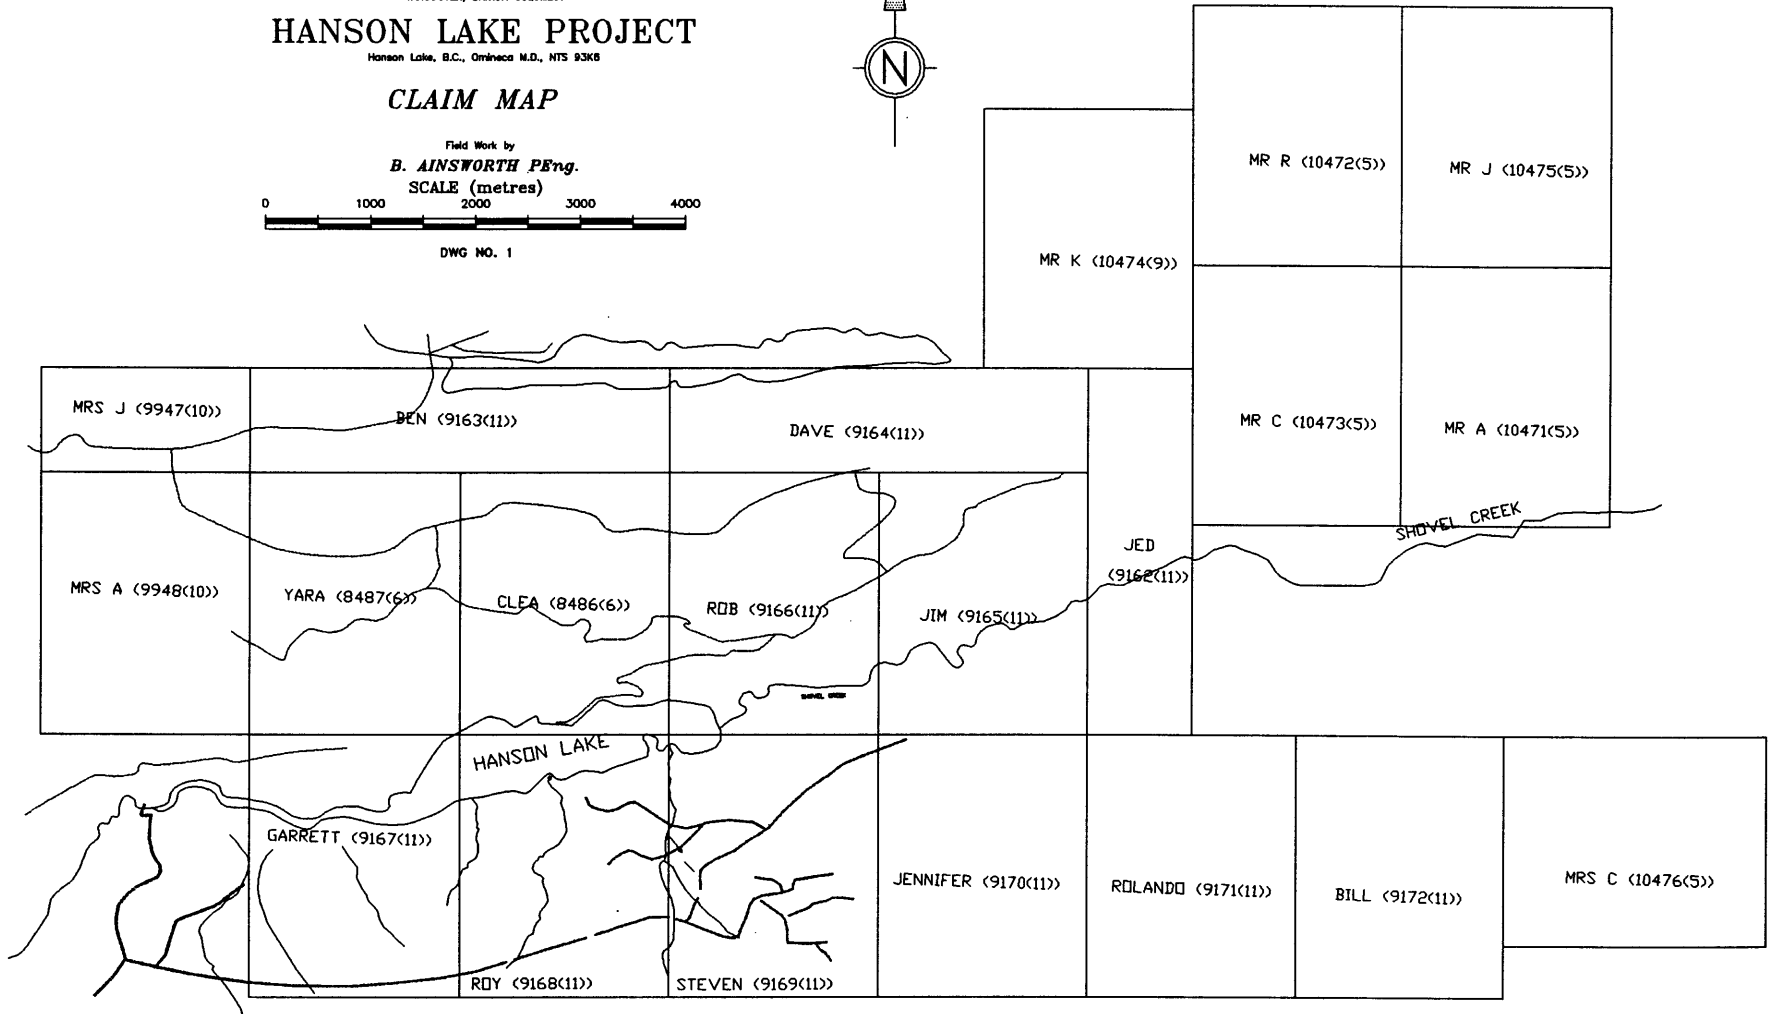 HANSON LAKE PROJECT
Hanson Lake, B.C., Omineca M.D., NTS 93K6
CLAIM MAP
Field Work by
B. AINSWORTH PEng.
SCALE (metres)
0 1000 2000 3000 4000
DWG NO. 1
N
MR R (10472(5))
MR J (10475(5))
MR K (10474(9))
MRS J (9947(10))
BEN (9163(11))
DAVE (9164(11))
MR C (10473(5))
MR A (10471(5))
SHOVEL CREEK
JED
(9162(11))
MRS A (9948(10))
YARA (8487(6))
CLEA (8486(6))
ROB (9166(11))
JIM (9165(11))
SHOVEL CREEK
HANSON LAKE
GARRETT (9167(11))
JENNIFER (9170(11))
ROLANDO (9171(11))
BILL (9172(11))
MRS C (10476(5))
ROY (9168(11))
STEVEN (9169(11))